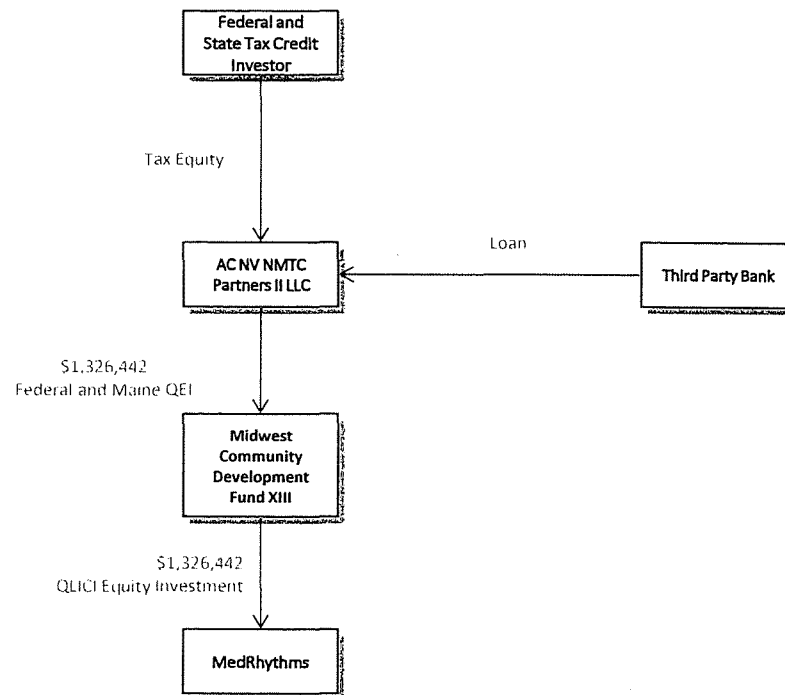 Federal and
State Tax Credit
Investor
Tax Equity
AC NV NMTC
Partners II LLC
Loan
Third Party Bank
$1,326,442
Federal and Maine QEI
Midwest
Community
Development
Fund XIII
$1,326,442
QLICI Equity Investment
MedRhythms